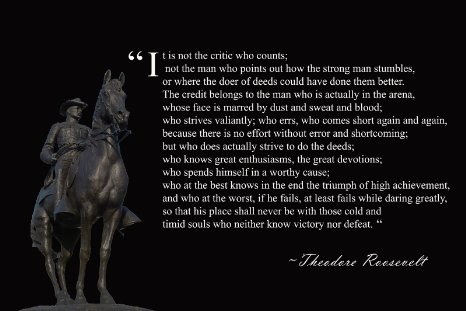 “ It is not the critic who counts;
not the man who points out how the strong man stumbles,
or where the doer of deeds could have done them better.
The credit belongs to the man who is actually in the arena,
whose face is marred by dust and sweat and blood;
who strives valiantly; who errs, who comes short again and again,
because there is no effort without error and shortcoming;
but who does actually strive to do the deeds;
who knows great enthusiasms, the great devotions;
who spends himself in a worthy cause;
who at the best knows in the end the triumph of high achievement,
and who at the worst, if he fails, at least fails while daring greatly,
so that his place shall never be with those cold and
timid souls who neither know victory nor defeat. “
~Theodore Roosevelt